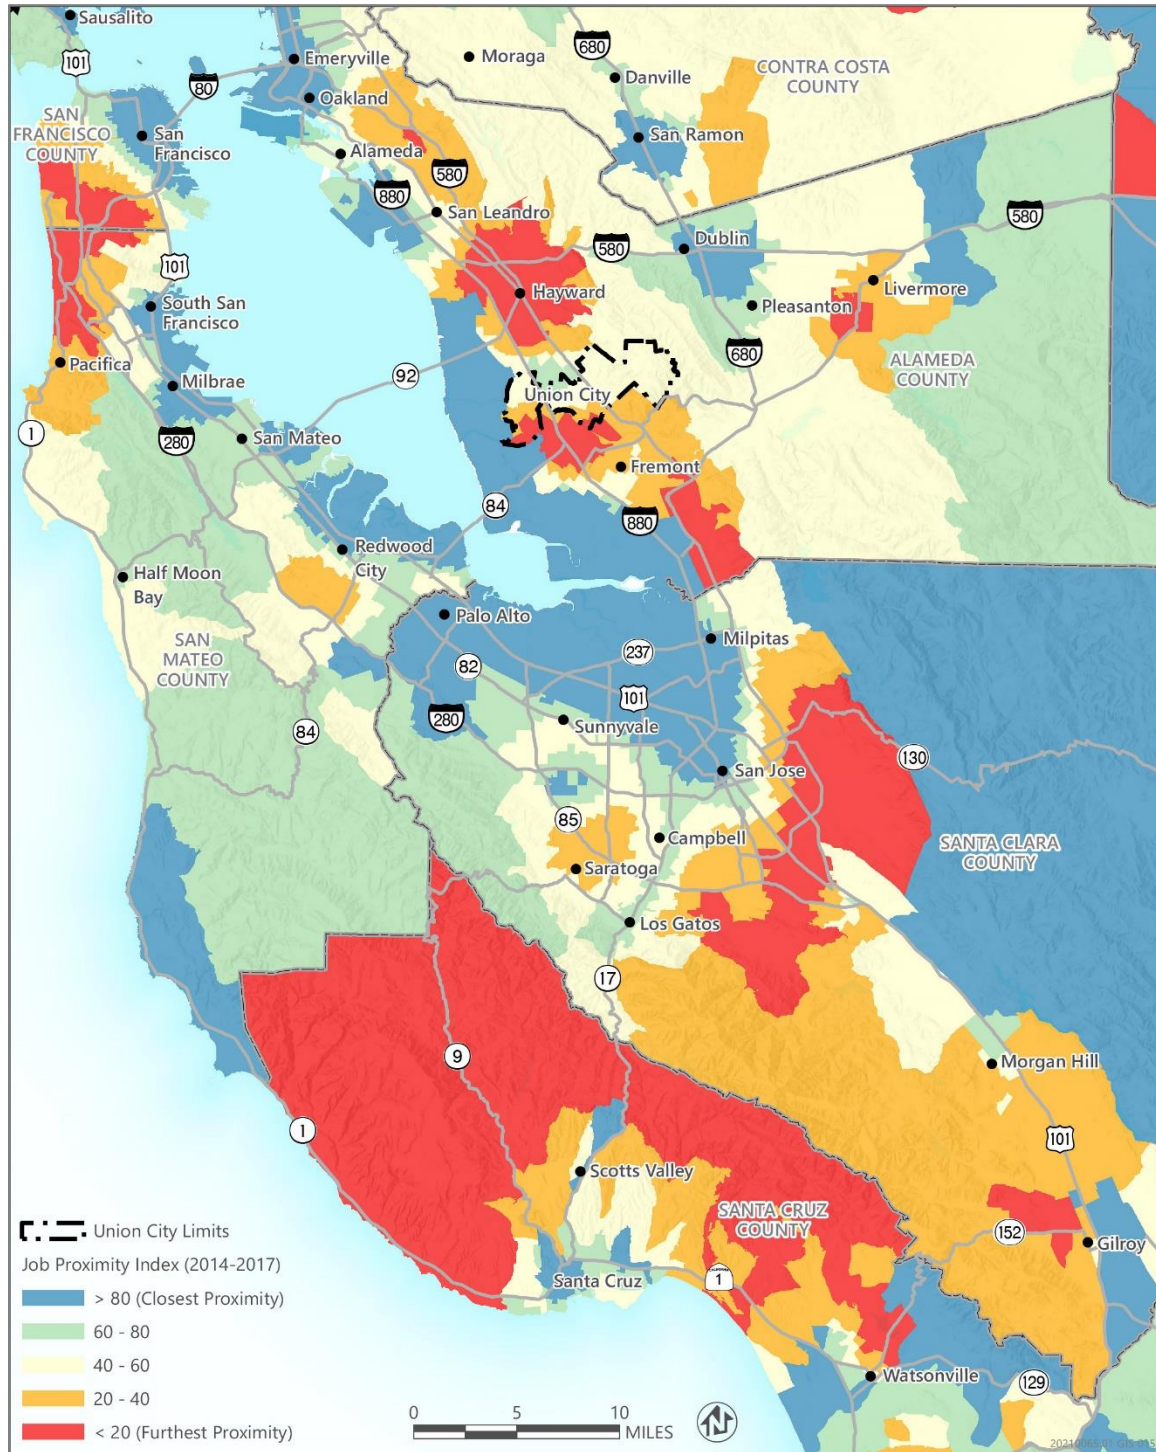 Sausalito
101
Emeryville
80
Oakland
Moraga
680
Danville
CONTRA COSTA
COUNTY
SAN
FRANCISCO
COUNTY
San
Francisco
Alameda
580
880
San Ramon
San Leandro
580
Dublin
580
101
Hayward
South San
Francisco
Pleasanton
Livermore
Pacifica
92
680
ALAMEDA
COUNTY
Milbrae
Union City
1
280
San Mateo
Fremont
84
880
Redwood
City
Half Moon
Bay
Palo Alto
Milpitas
SAN
MATEO
COUNTY
82
237
101
280
Sunnyvale
84
130
San Jose
85
Campbell
SANTA CLARA
COUNTY
Saratoga
Los Gatos
17
9
Morgan Hill
1
101
Scotts Valley
SANTA CRUZ
COUNTY
152
Gilroy
Santa Cruz
CALIFORNIA
1
Watsonville
129
Union City Limits
Job Proximity Index (2014-2017)
> 80 (Closest Proximity)
60 - 80
40 - 60
20 - 40
< 20 (Furthest Proximity)
0 5 10
MILES
N